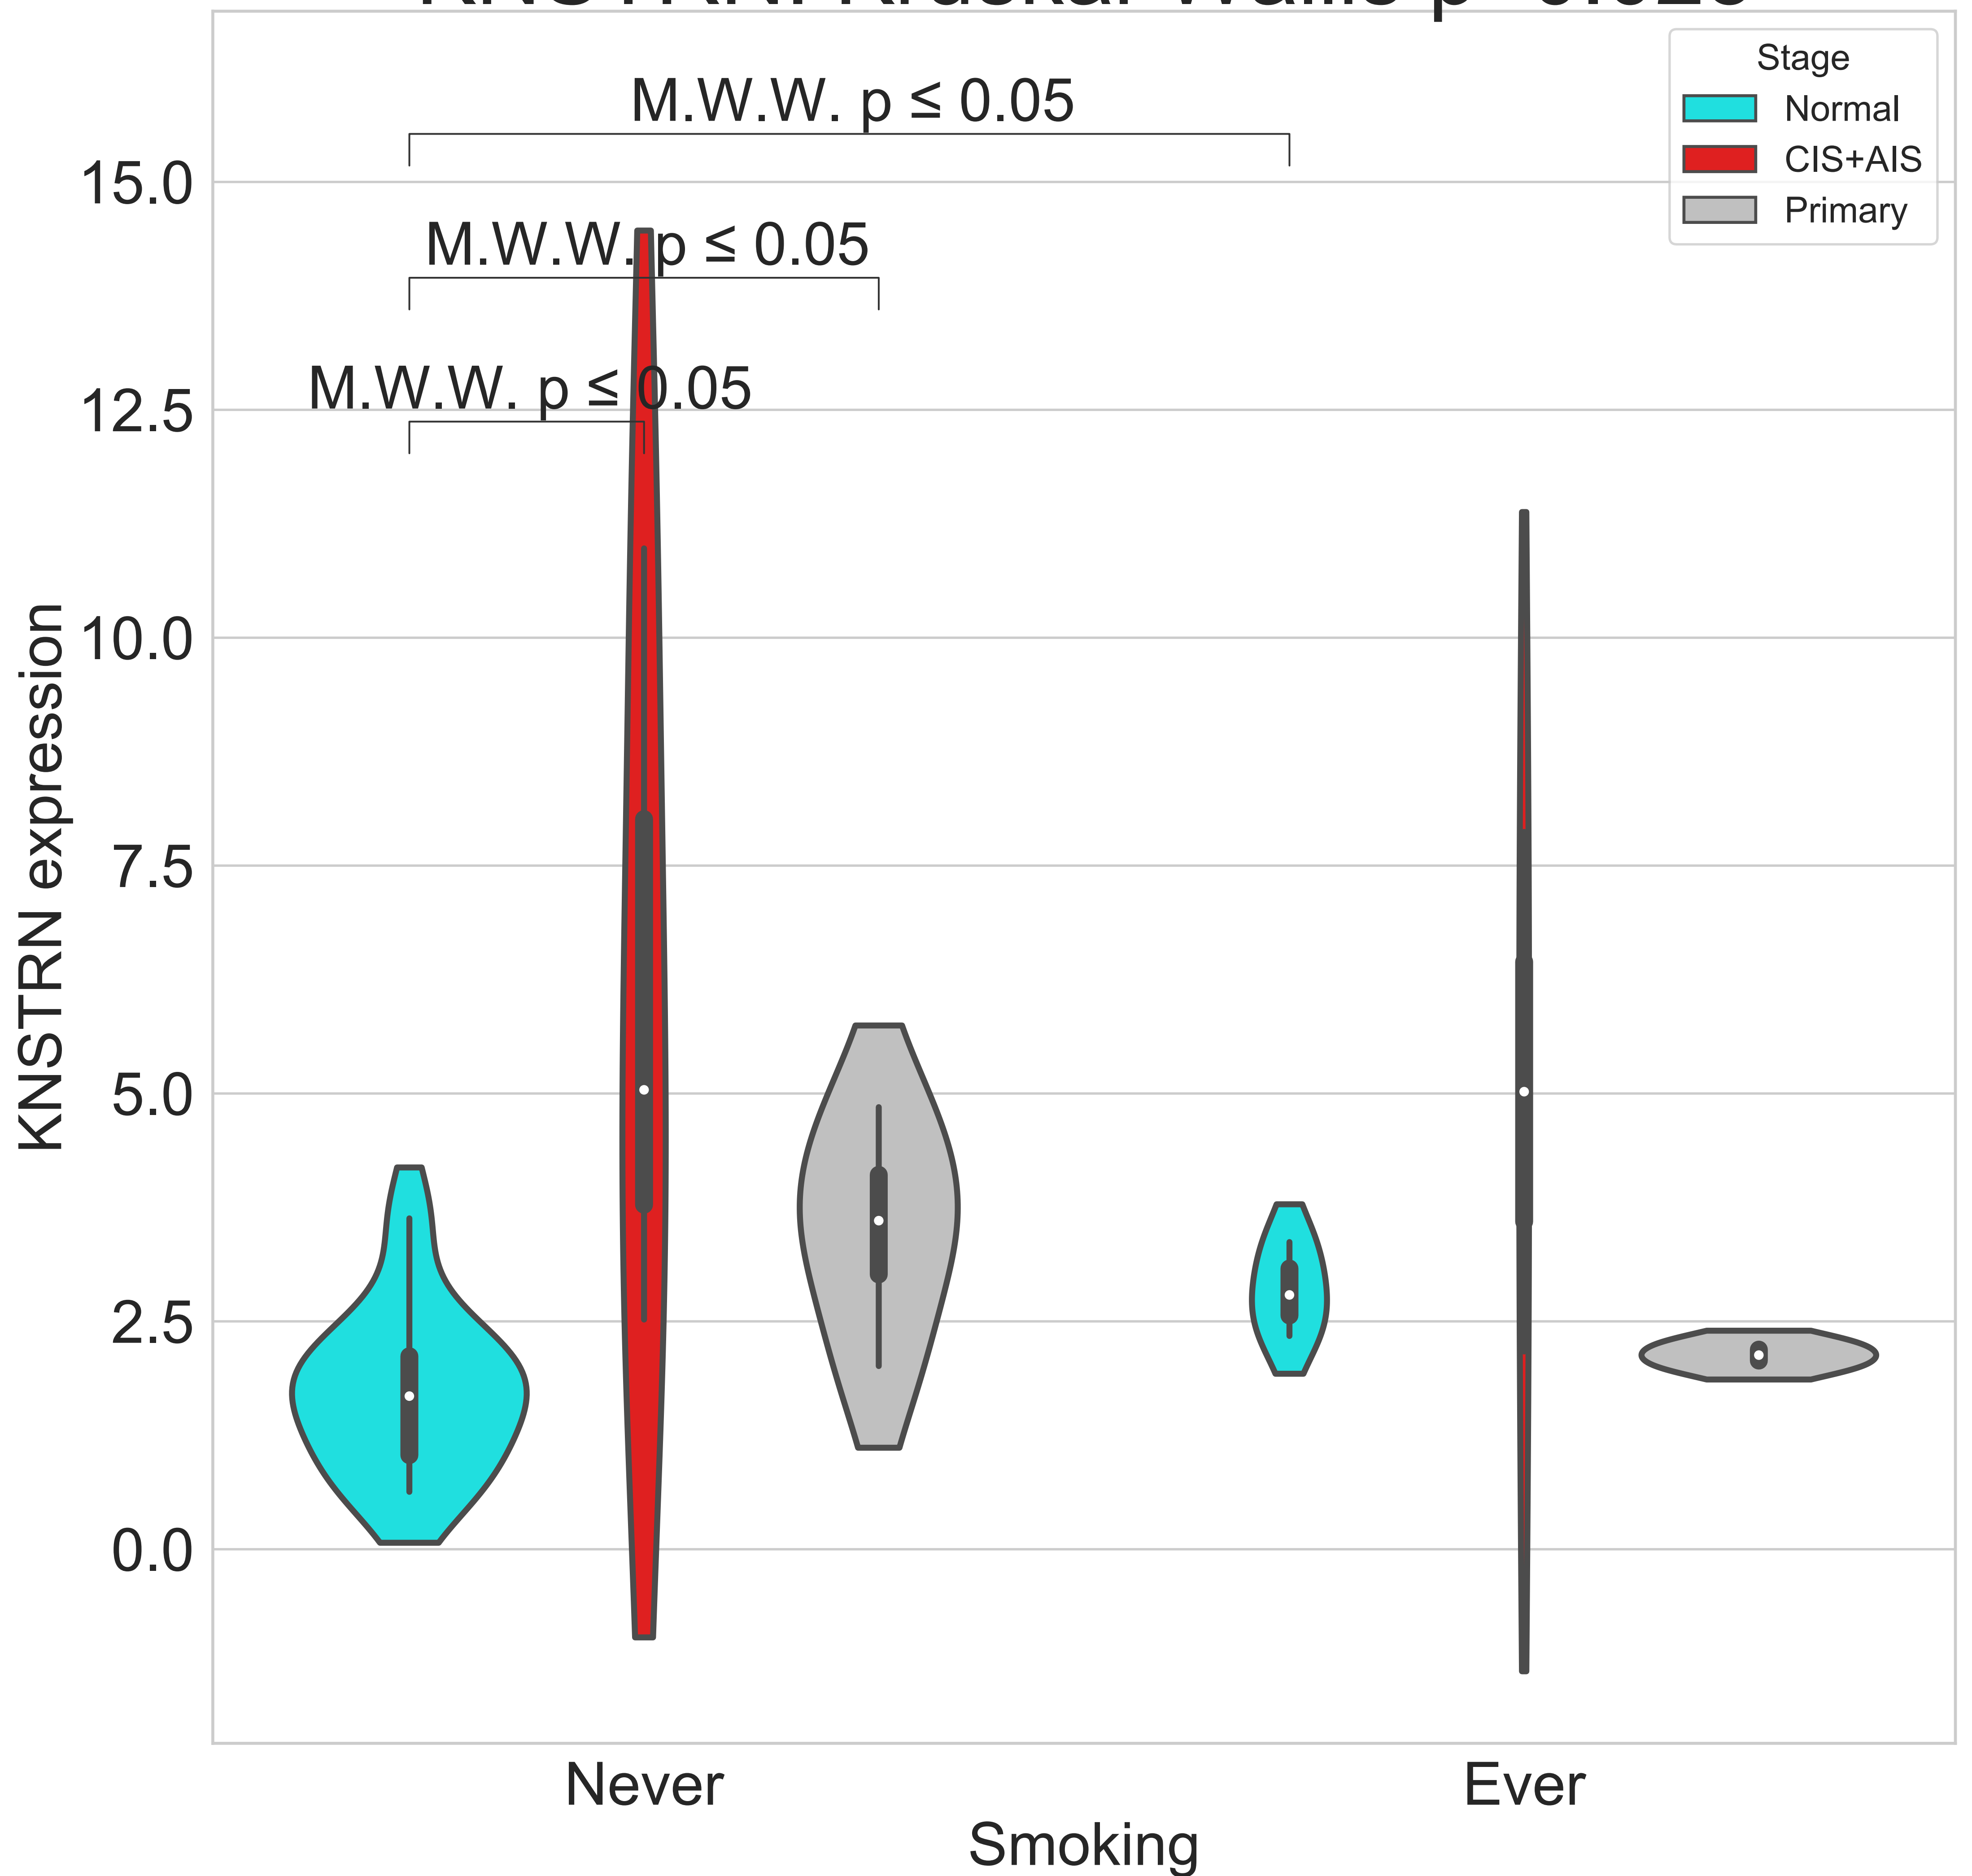 Stage
Normal
CIS+AIS
Primary
M.W.W. p ≤ 0.05
M.W.W. p ≤ 0.05
M.W.W. p ≤ 0.05
15.0
12.5
10.0
7.5
5.0
2.5
0.0
KNSTRN expression
Never
Ever
Smoking